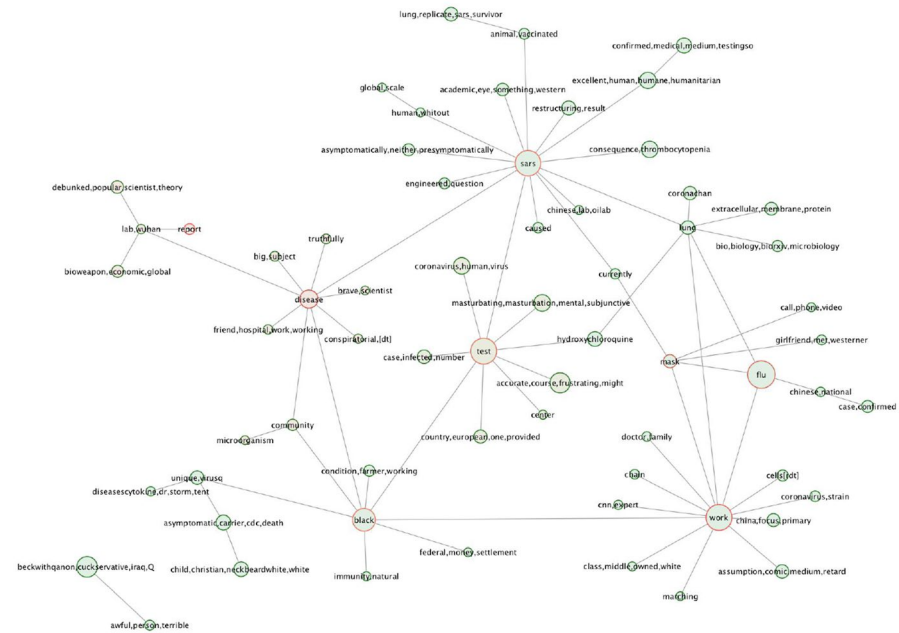 lung,replicate,sars,survivor
animal,vaccinated
confirmed,medical,medium,testingso
excellent,human,humane,humanitarian
global,scale
academic,eye,something,western
restructuring,result
human,whitout
asymptomatically,neither,presymptomatically
consequence,thrombocytopenia
sars
engineered,question
debunked,popular,scientist,theory
coronachan
chinese,lab,oilab
extracellular,membrane,protein
lab,wuhan
report
caused
lung
truthfully
bio,biology,biorxiv,microbiology
big,subject
bioweapon,economic,global
coronavirus,human,virus
currently
brave,scientist
disease
masturbating,masturbation,mental,subjunctive
call,phone,video
friend,hospital,work,working
conspiratorial,[dt]
hydroxychloroquine
girlfriend,met,westerner
test
case,infected,number
mask
flu
accurate,course,frustrating,might
chinese,national
case,confirmed
center
community
microorganism
country,european,one,provided
doctor,family
condition,farmer,working
unique,virusq
chain
cells[dt]
diseasescytokine,dr,storm,tent
coronavirus,strain
cnn,expert
asymptomatic,carrier,cdc,death
black
work
china,focus,primary
federal,money,settlement
beckwithqanon,cuckservative,iraq,Q
child,christian,neckbeardwhite,white
immunity,natural
class,middle,owned,white
assumption,comic,medium,retard
marching
awful,person,terrible